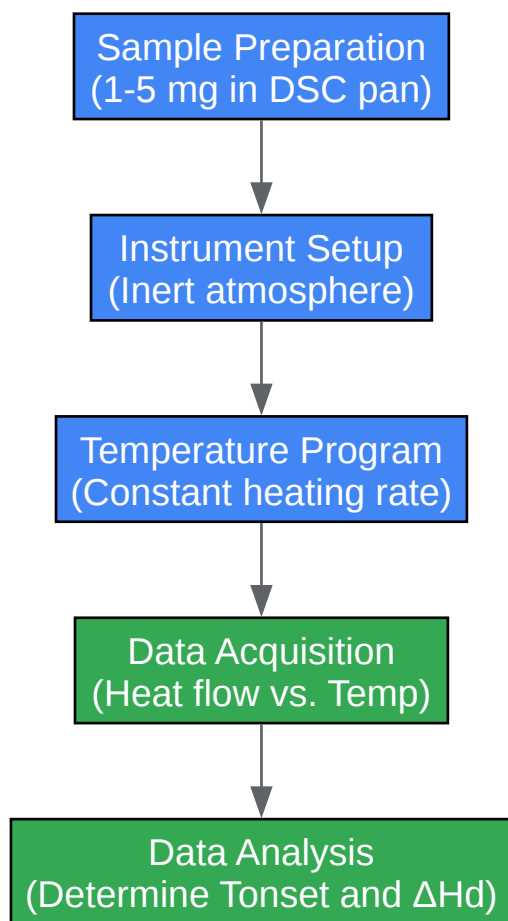 Sample Preparation
(1-5 mg in DSC pan)
Instrument Setup
(Inert atmosphere)
Temperature Program
(Constant heating rate)
Data Acquisition
(Heat flow vs. Temp)
Data Analysis
(Determine Tonset and ΔHd)